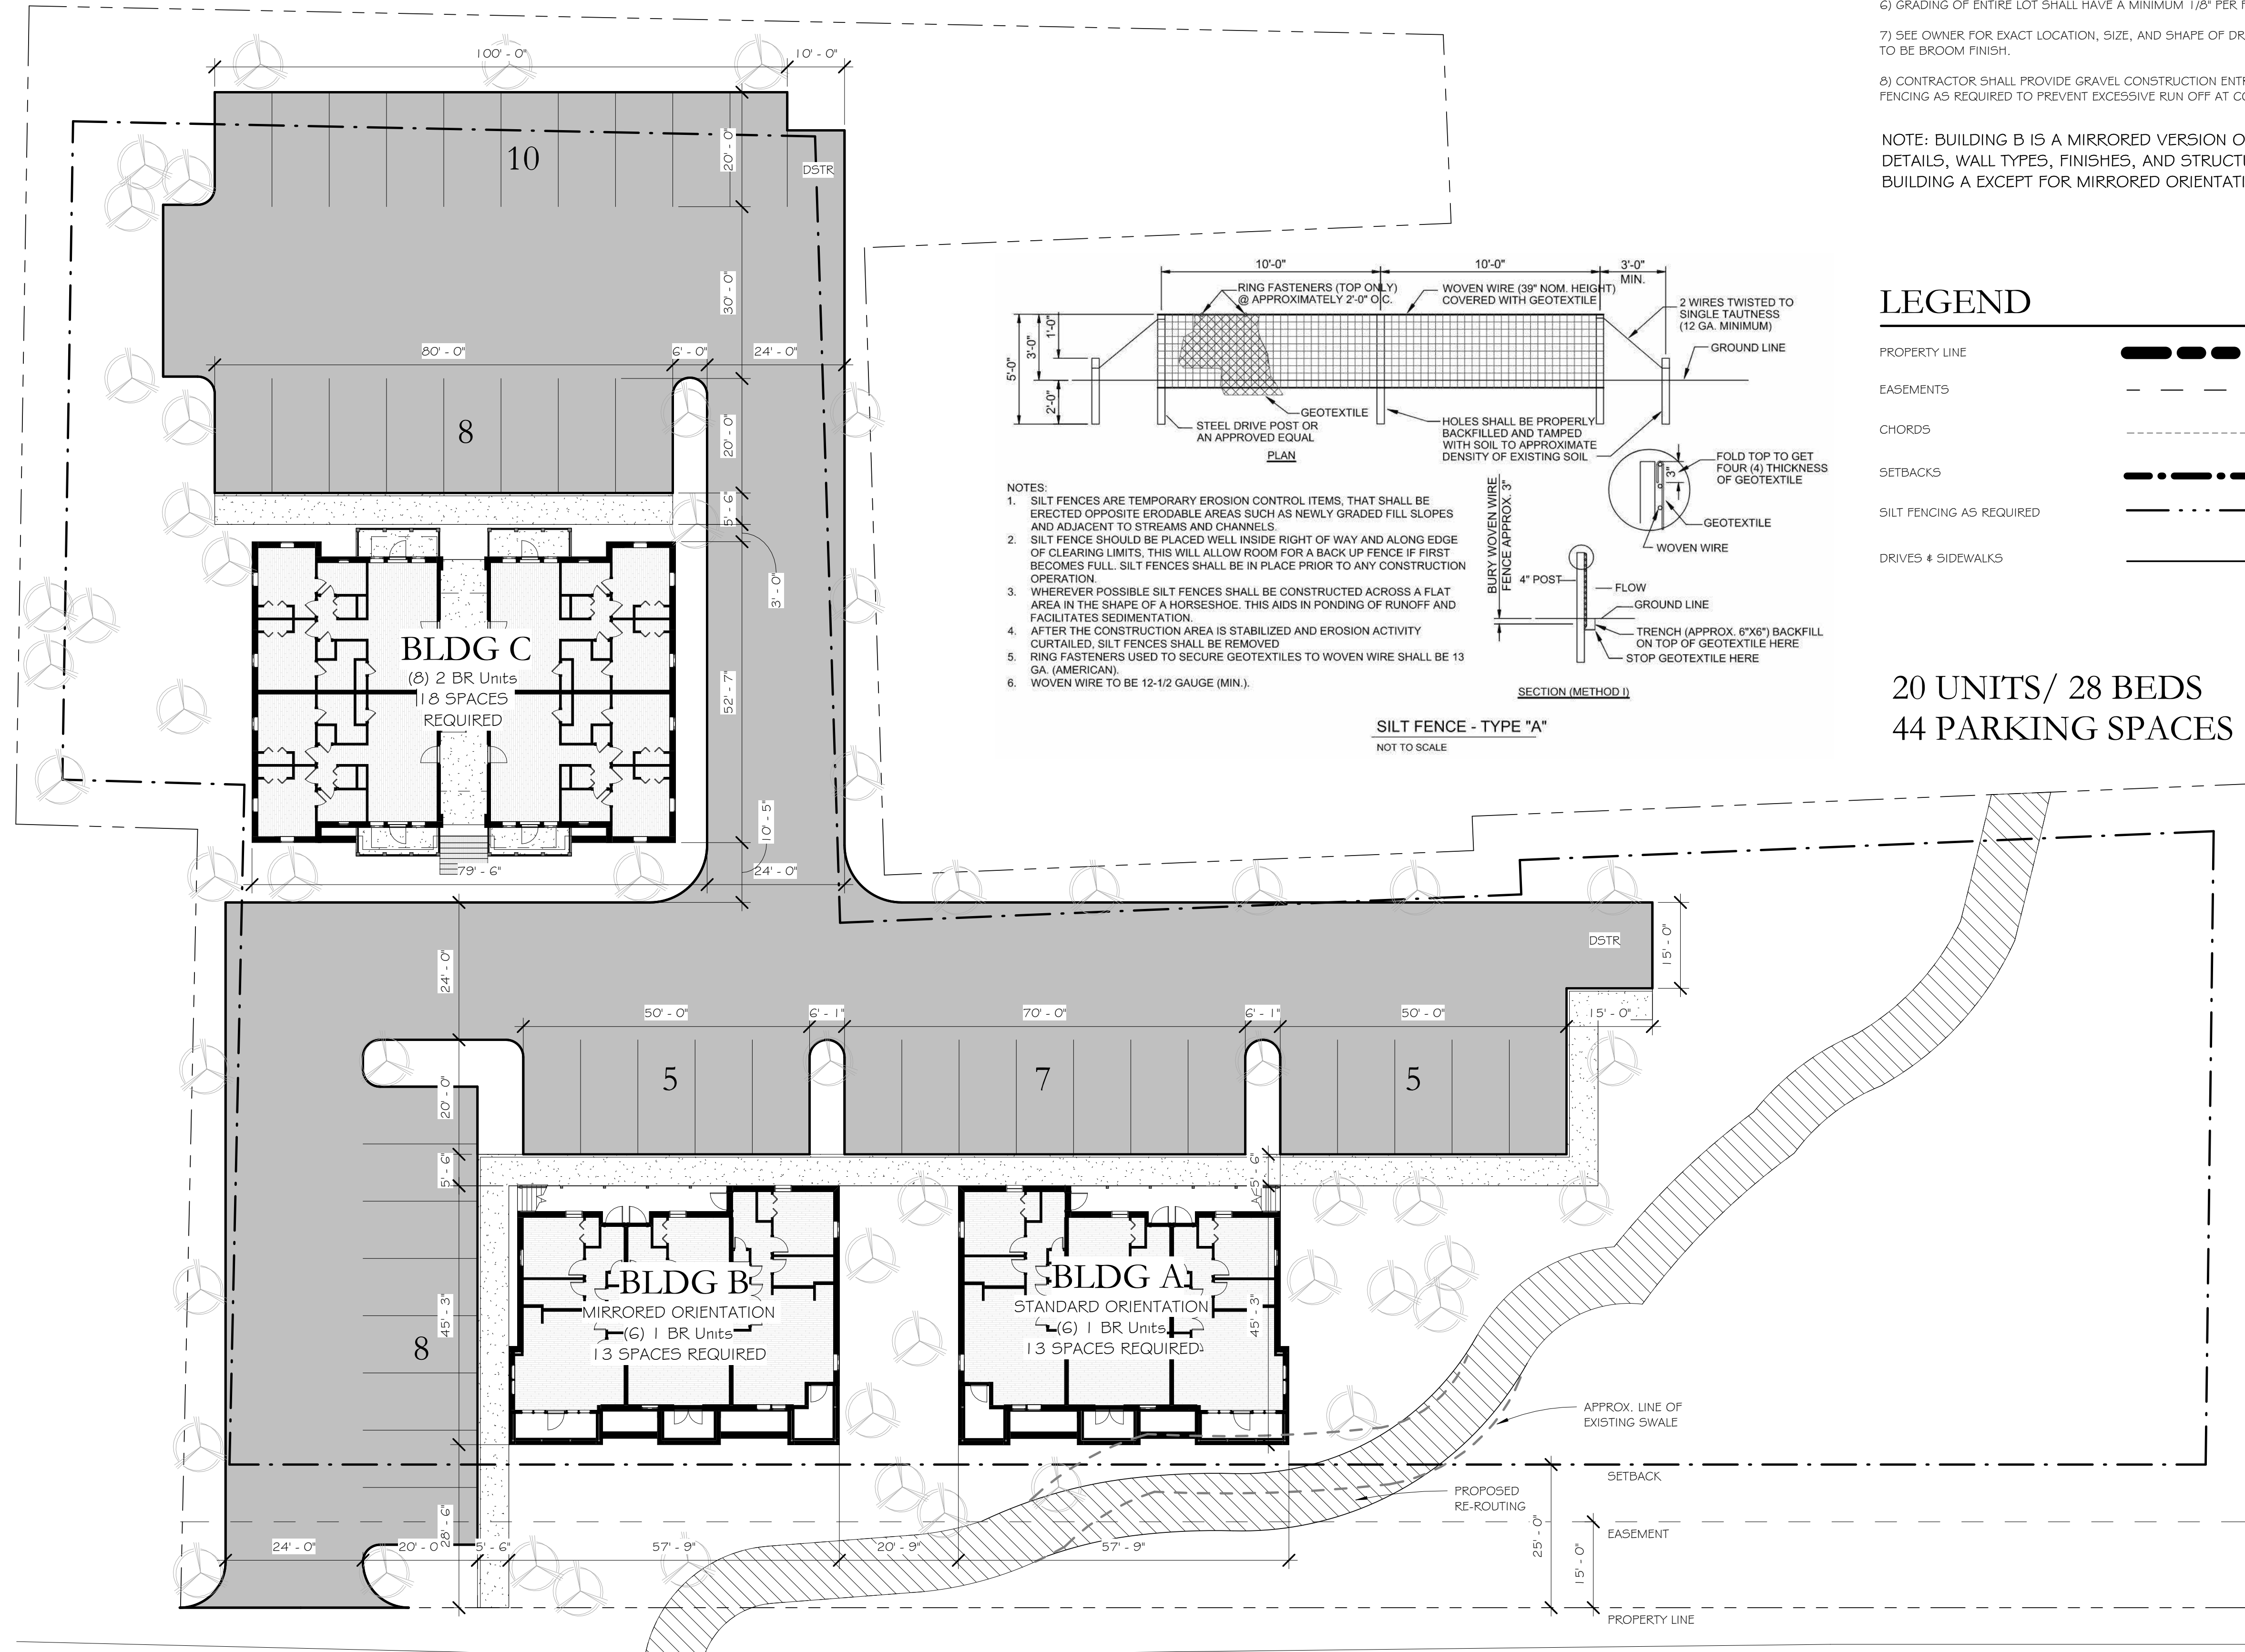 6) GRADING OF ENTIRE LOT SHALL HAVE A MINIMUM 1/8" PER
7) SEE OWNER FOR EXACT LOCATION, SIZE, AND SHAPE OF
TO BE BROOM FINISH.
8) CONTRACTOR SHALL PROVIDE GRAVEL CONSTRUCTION
FENCING AS REQUIRED TO PREVENT EXCESSIVE RUN OFF AT
NOTE: BUILDING B IS A MIRRORED VERSION
DETAILS, WALL TYPES, FINISHES, AND
BUILDING A EXCEPT FOR MIRRORED
LEGEND
PROPERTY LINE
EASEMENTS
CHORDS
SETBACKS
SILT FENCING AS REQUIRED
DRIVES & SIDEWALKS
20 UNITS/ 28 BEDS
44 PARKING SPACES
100' - 0"
10' - 0"
10
20' - 0"
DSTR
30' - 0"
80' - 0"
6' - 0"
24' - 0"
8
20' - 0"
5' - 6"
3' - 0"
BLDG C
(8) 2 BR Units
18 SPACES
REQUIRED
52' - 7"
10' - 5"
79' - 6"
24' - 0"
10'-0"
10'-0"
3'-0"
MIN.
RING FASTENERS (TOP ONLY)
@ APPROXIMATELY 2'-0" O.C.
WOVEN WIRE (39" NOM. HEIGHT)
COVERED WITH GEOTEXTILE
2 WIRES TWISTED TO
SINGLE TAUTNESS
(12 GA. MINIMUM)
GROUND LINE
5'-0"
3'-0"
1'-0"
2'-0"
GEOTEXTILE
STEEL DRIVE POST OR
AN APPROVED EQUAL
PLAN
HOLES SHALL BE PROPERLY
BACKFILLED AND TAMPED
WITH SOIL TO APPROXIMATE
DENSITY OF EXISTING SOIL
NOTES:
1. SILT FENCES ARE TEMPORARY EROSION CONTROL ITEMS, THAT SHALL BE
ERECTED OPPOSITE ERODABLE AREAS SUCH AS NEWLY GRADED FILL SLOPES
AND ADJACENT TO STREAMS AND CHANNELS.
2. SILT FENCE SHOULD BE PLACED WELL INSIDE RIGHT OF WAY AND ALONG EDGE
OF CLEARING LIMITS, THIS WILL ALLOW ROOM FOR A BACK UP FENCE IF FIRST
BECOMES FULL. SILT FENCES SHALL BE IN PLACE PRIOR TO ANY CONSTRUCTION
OPERATION.
3. WHEREVER POSSIBLE SILT FENCES SHALL BE CONSTRUCTED ACROSS A FLAT
AREA IN THE SHAPE OF A HORSESHOE. THIS AIDS IN PONDING OF RUNOFF AND
FACILITATES SEDIMENTATION.
4. AFTER THE CONSTRUCTION AREA IS STABILIZED AND EROSION ACTIVITY
CURTAILED, SILT FENCES SHALL BE REMOVED
5. RING FASTENERS USED TO SECURE GEOTEXTILES TO WOVEN WIRE SHALL BE 13
GA. (AMERICAN).
6. WOVEN WIRE TO BE 12-1/2 GAUGE (MIN.).
3"
FOLD TOP TO GET
FOUR (4) THICKNESS
OF GEOTEXTILE
GEOTEXTILE
WOVEN WIRE
BURY WOVEN WIRE
FENCE APPROX. 3"
4" POST
FLOW
GROUND LINE
TRENCH (APPROX. 6"X6") BACKFILL
ON TOP OF GEOTEXTILE HERE
STOP GEOTEXTILE HERE
SECTION (METHOD I)
SILT FENCE - TYPE "A"
NOT TO SCALE
24' - 0"
DSTR
15' - 0"
50' - 0"
6' - 1"
70' - 0"
6' - 1"
50' - 0"
15' - 0"
20' - 0"
5
7
5
5' - 6"
5' - 6"
BLDG B
MIRRORED ORIENTATION
(6) 1 BR Units
13 SPACES REQUIRED
BLDG A
STANDARD ORIENTATION
(6) 1 BR Units
13 SPACES REQUIRED
45' - 3"
45' - 3"
8
APPROX. LINE OF
EXISTING SWALE
SETBACK
PROPOSED
RE-ROUTING
EASEMENT
28' - 6"
24' - 0"
20' - 0
5' - 6"
57' - 9"
20' - 9"
57' - 9"
25' - 0"
15' - 0"
PROPERTY LINE